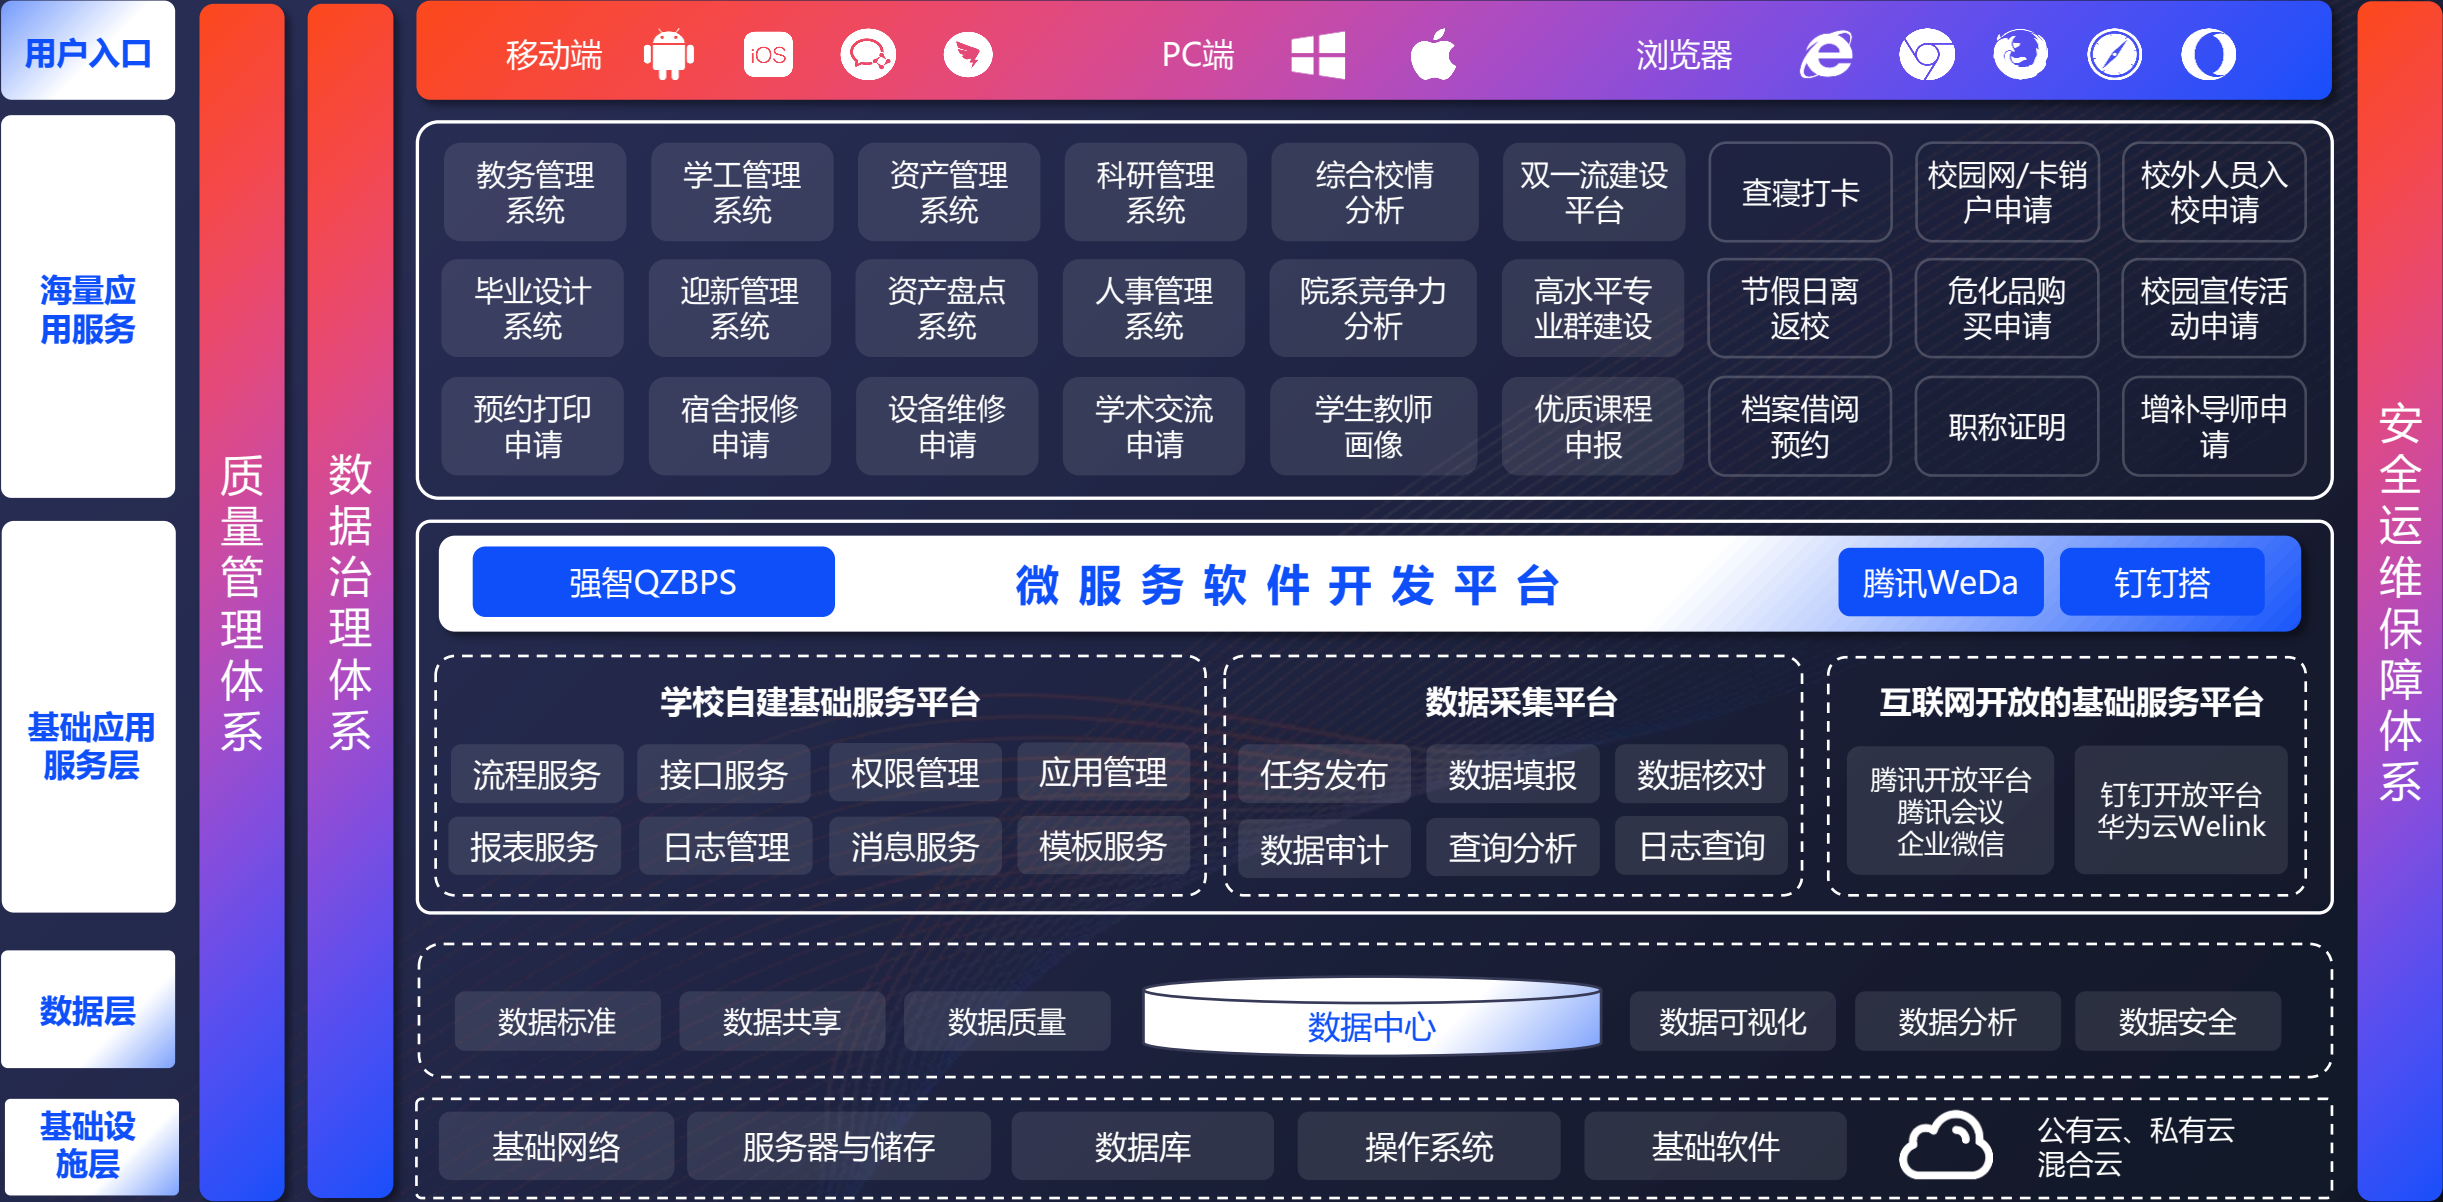 用户入口
移动端
iOS
PC端
浏览器
海量应
用服务
教务管理
系统
学工管理
系统
资产管理
系统
科研管理
系统
综合校情
分析
双一流建设
平台
查寝打卡
校园网/卡销
户申请
校外人员入
校申请
毕业设计
系统
迎新管理
系统
资产盘点
系统
人事管理
系统
院系竞争力
分析
高水平专
业群建设
节假日离
返校
危化品购
买申请
校园宣传活
动申请
预约打印
申请
宿舍报修
申请
设备维修
申请
学术交流
申请
学生教师
画像
优质课程
申报
档案借阅
预约
职称证明
增补导师申
请
质量管理体系
数据治理体系
安全运维保障体系
基础应用
服务层
强智QZBPS
微服务软件开发平台
腾讯WeDa
钉钉搭
学校自建基础服务平台
流程服务
接口服务
权限管理
应用管理
报表服务
日志管理
消息服务
模板服务
数据采集平台
任务发布
数据填报
数据核对
数据审计
查询分析
日志查询
互联网开放的基础服务平台
腾讯开放平台
腾讯会议
企业微信
钉钉开放平台
华为云Welink
数据层
数据标准
数据共享
数据质量
数据中心
数据可视化
数据分析
数据安全
基础设
施层
基础网络
服务器与储存
数据库
操作系统
基础软件
公有云、私有云
混合云